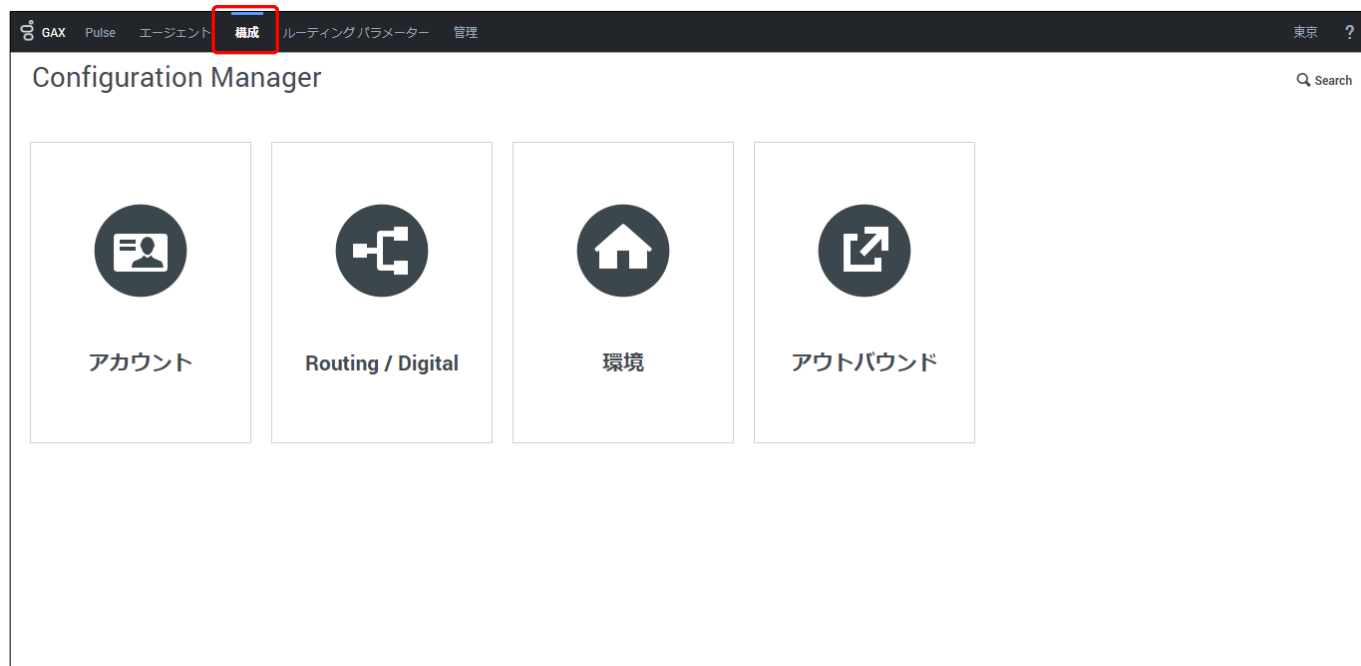 GAX Pulse エージェント 構成 ルーティング パラメーター 管理 東京 ?
Configuration Manager
Search
アカウント
Routing / Digital
環境
アウトバウンド